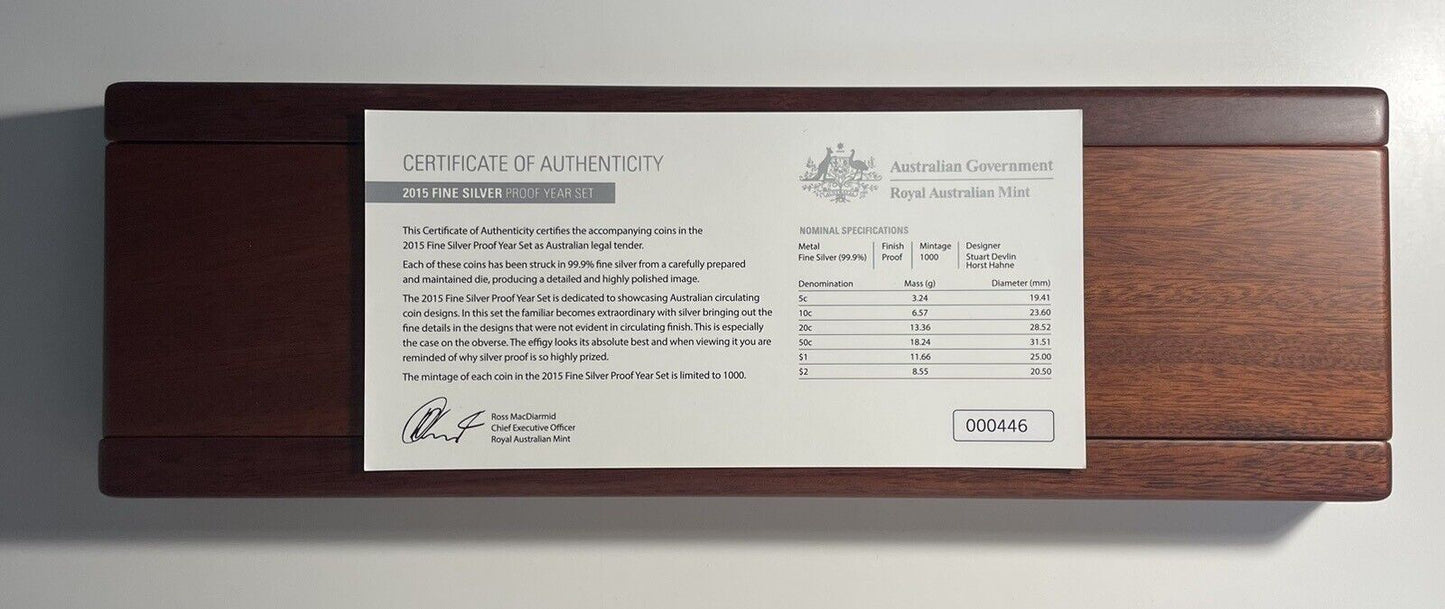 CERTIFICATE OF AUTHENTICITY
2015 FINE SILVER PROOF YEAR SET
This Certificate of Authenticity certifies the accompanying coins in the
2015 Fine Silver Proof Year Set as Australian legal tender.
Each of these coins has been struck in 99.9% fine silver from a carefully prepared
and maintained die, producing a detailed and highly polished image.
The 2015 Fine Silver Proof Year Set is dedicated to showcasing Australian circulating
coin designs. In this set the familiar becomes extraordinary with silver bringing out the
fine details in the designs that were not evident in circulating finish. This is especially
the case on the obverse. The effigy looks its absolute best and when viewing it you are
reminded of why silver proof is so highly prized.
The mintage of each coin in the 2015 Fine Silver Proof Year Set is limited to 1000.
Ross MacDiarmid
Chief Executive Officer
Royal Australian Mint
Australian Government
Royal Australian Mint
NOMINAL SPECIFICATIONS
Metal Finish Mintage Designer
Fine Silver (99.9%) Proof 1000 Stuart Devlin
Horst Hahne
Denomination Mass (g) Diameter (mm)
5c 3.24 19.41
10c 6.57 23.60
20c 13.36 28.52
50c 18.24 31.51
$1 11.66 25.00
$2 8.55 20.50
000446